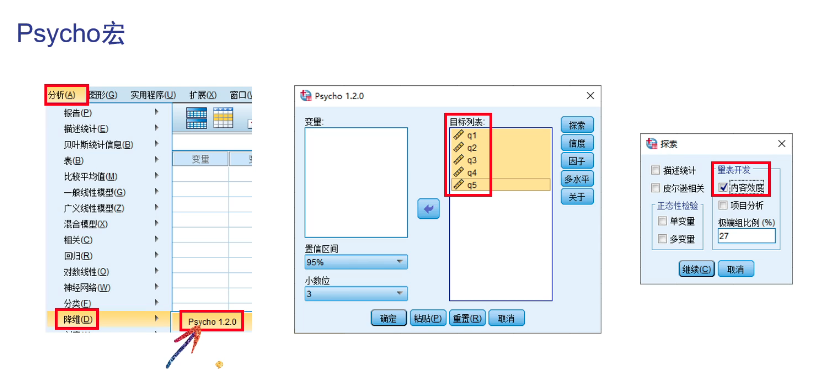 Psycho宏
分析(A) 图形(G) 实用程序(U) 扩展(X) 窗口(W
报告(P)
描述统计(E)
贝叶斯统计信息(B)
表(B)
比较平均值(M)
一般线性模型(G)
广义线性模型(Z)
混合模型(X)
相关(C)
回归(R)
对数线性(O)
神经网络(W)
分类(F)
降维(D)
变量
Psycho 1.2.0
Psycho 1.2.0
变量:
目标列表:
q1
q2
q3
q4
q5
探索
信度
因子
多水平
关于
置信区间
95%
小数位
3
确定 粘贴(P) 重置(R) 取消
探索
描述统计
皮尔逊相关
正态性检验
单变量
多变量
量表开发
内容效度
项目分析
极端组比例 (%)
27
继续(C) 取消